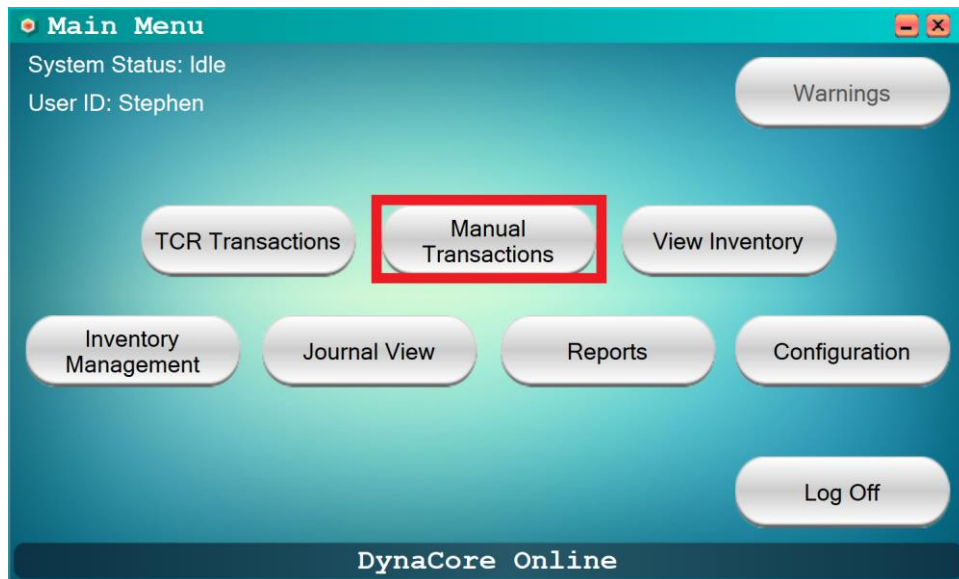 Main Menu
System Status: Idle
User ID: Stephen
Warnings
TCR Transactions
Manual
Transactions
View Inventory
Inventory
Management
Journal View
Reports
Configuration
Log Off
DynaCore Online